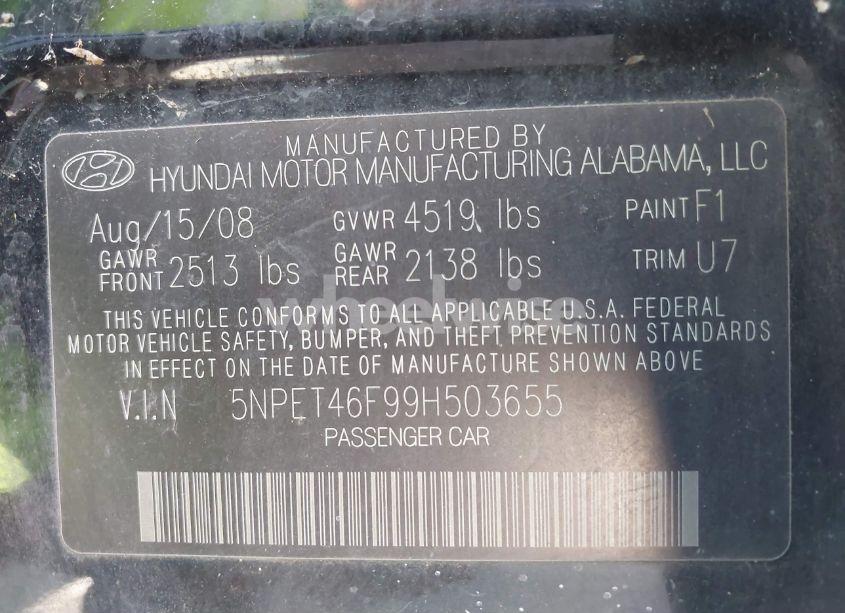 MANUFACTURED BY
HYUNDAI MOTOR MANUFACTURING ALABAMA, LLC
Aug/15/08 GVWR 4519 lbs PAINT F1
GAWR FRONT 2513 lbs GAWR REAR 2138 lbs TRIM U7
THIS VEHICLE CONFORMS TO ALL APPLICABLE U.S.A. FEDERAL
MOTOR VEHICLE SAFETY, BUMPER, AND THEFT PREVENTION STANDARDS
IN EFFECT ON THE DATE OF MANUFACTURE SHOWN ABOVE
V.I.N 5NPET46F99H503655
PASSENGER CAR